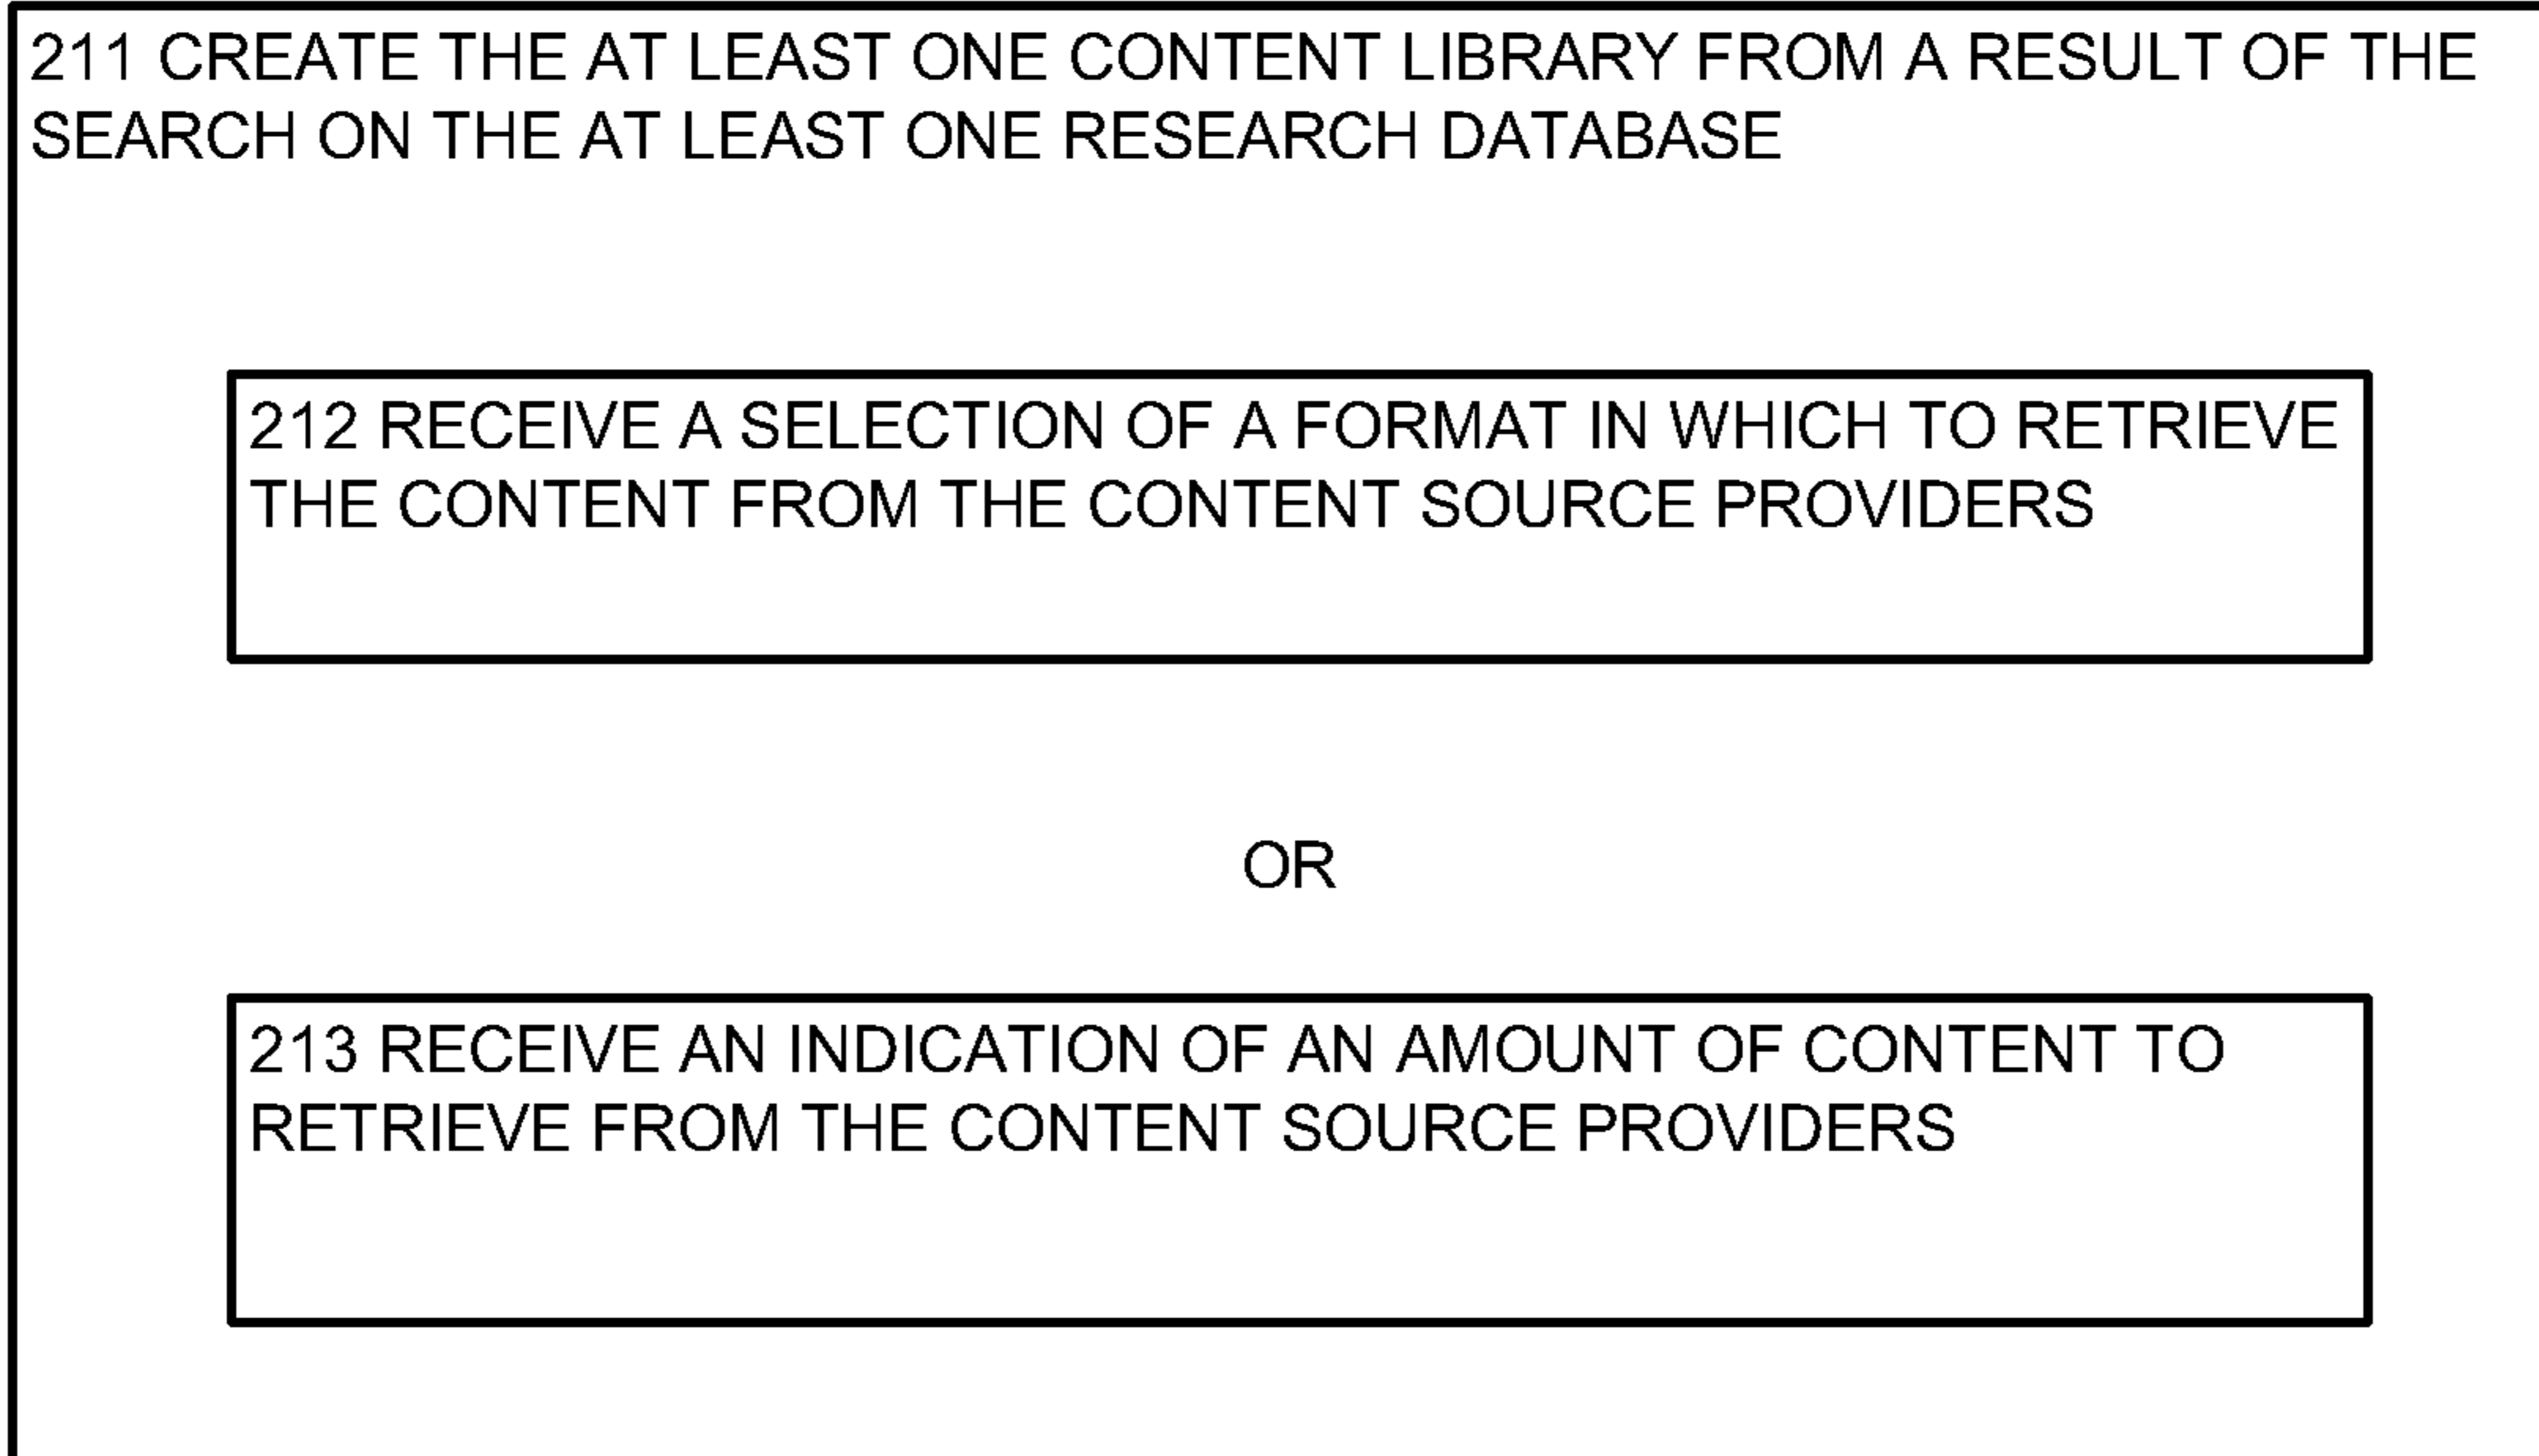 211 CREATE THE AT LEAST ONE CONTENT LIBRARY FROM A RESULT OF THE
SEARCH ON THE AT LEAST ONE RESEARCH DATABASE
212 RECEIVE A SELECTION OF A FORMAT IN WHICH TO RETRIEVE
THE CONTENT FROM THE CONTENT SOURCE PROVIDERS
OR
213 RECEIVE AN INDICATION OF AN AMOUNT OF CONTENT TO
RETRIEVE FROM THE CONTENT SOURCE PROVIDERS